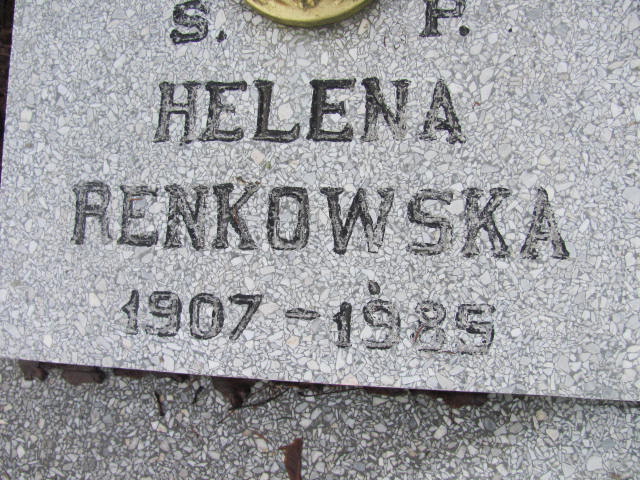 S. P.
HELENA
RENKOWSKA
1907-1985